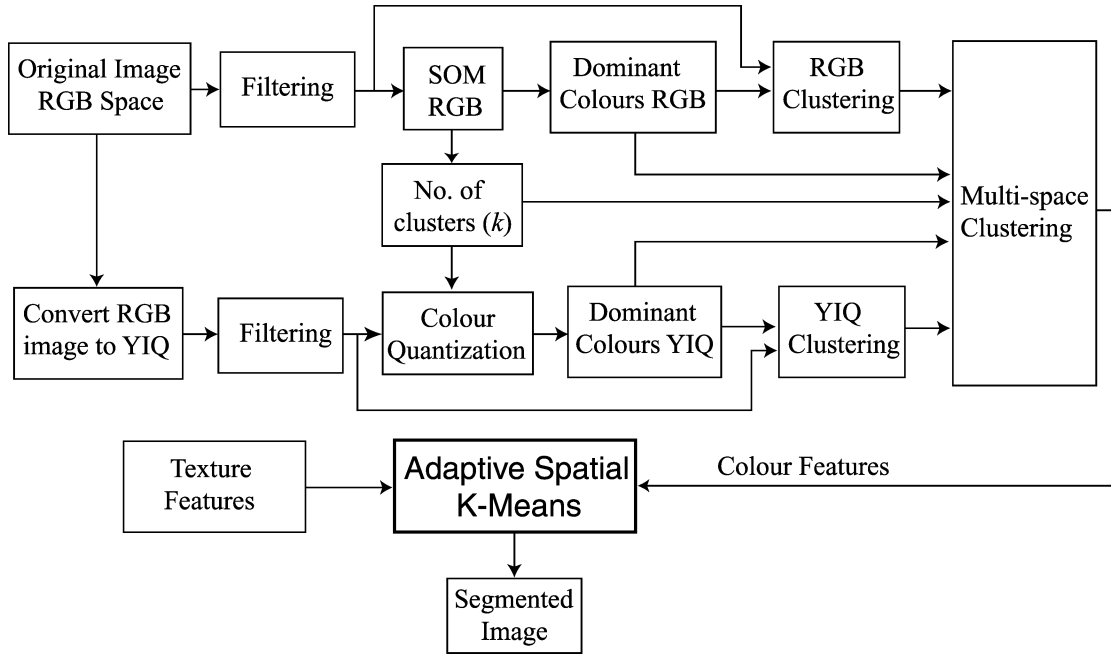 Original Image
RGB Space
Filtering
SOM
RGB
Dominant
Colours RGB
RGB
Clustering
No. of
clusters (k)
Multi-space
Clustering
Convert RGB
image to YIQ
Filtering
Colour
Quantization
Dominant
Colours YIQ
YIQ
Clustering
Texture
Features
Adaptive Spatial
K-Means
Colour Features
Segmented
Image